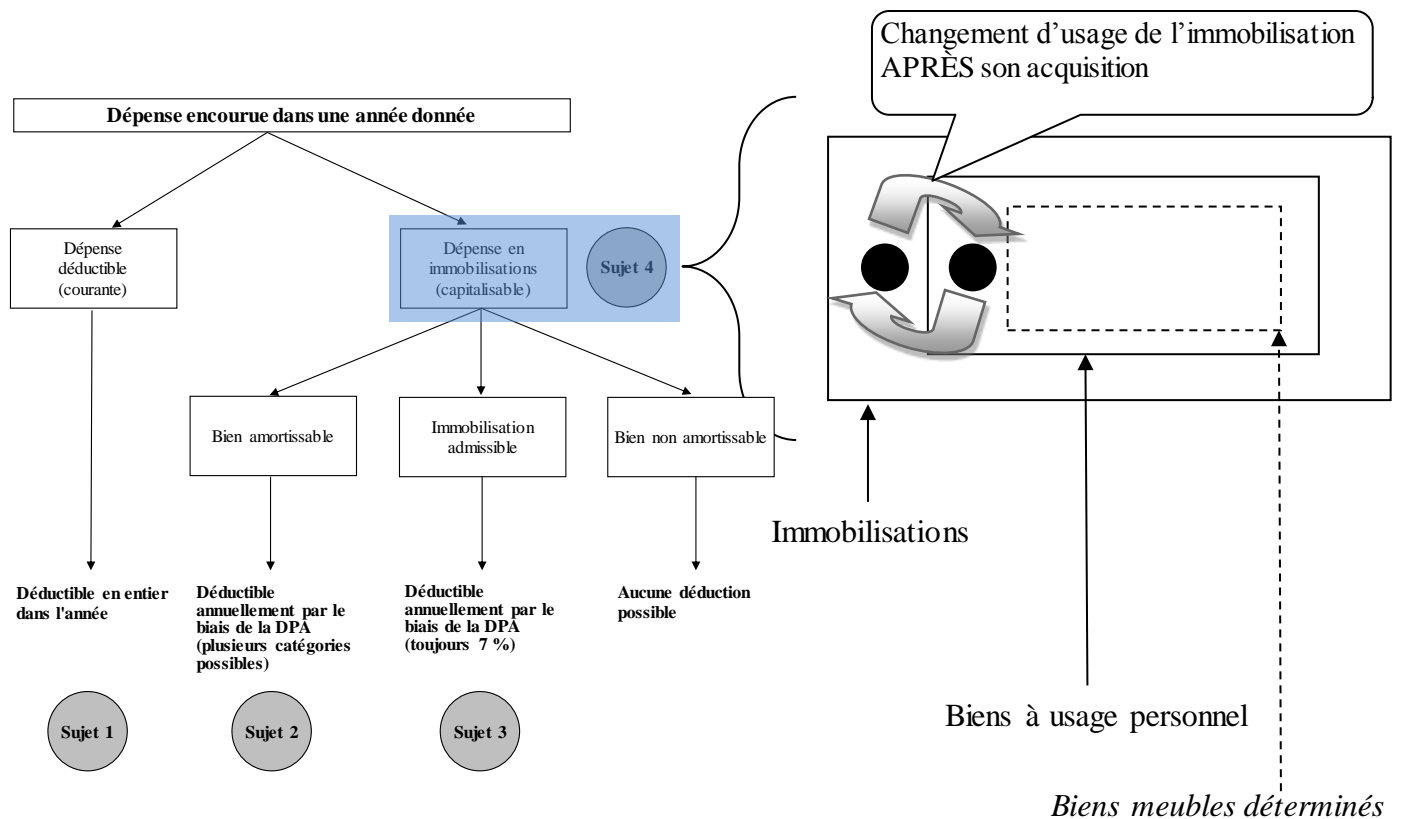 Changement d’usage de l’immobilisation
APRÈS son acquisition
Dépense encourue dans une année donnée
Dépense
déductible
(courante)
Dépense en
immobilisations
(capitalisable)
Sujet 4
Bien amortissable
Immobilisation
admissible
Bien non amortissable
Immobilisations
Déductible en entier
dans l'année
Déductible
annuellement par le
biais de la DPA
(plusieurs catégories
possibles)
Déductible
annuellement par le
biais de la DPA
(toujours 7 %)
Aucune déduction
possible
Sujet 1
Sujet 2
Sujet 3
Biens à usage personnel
Biens meubles déterminés